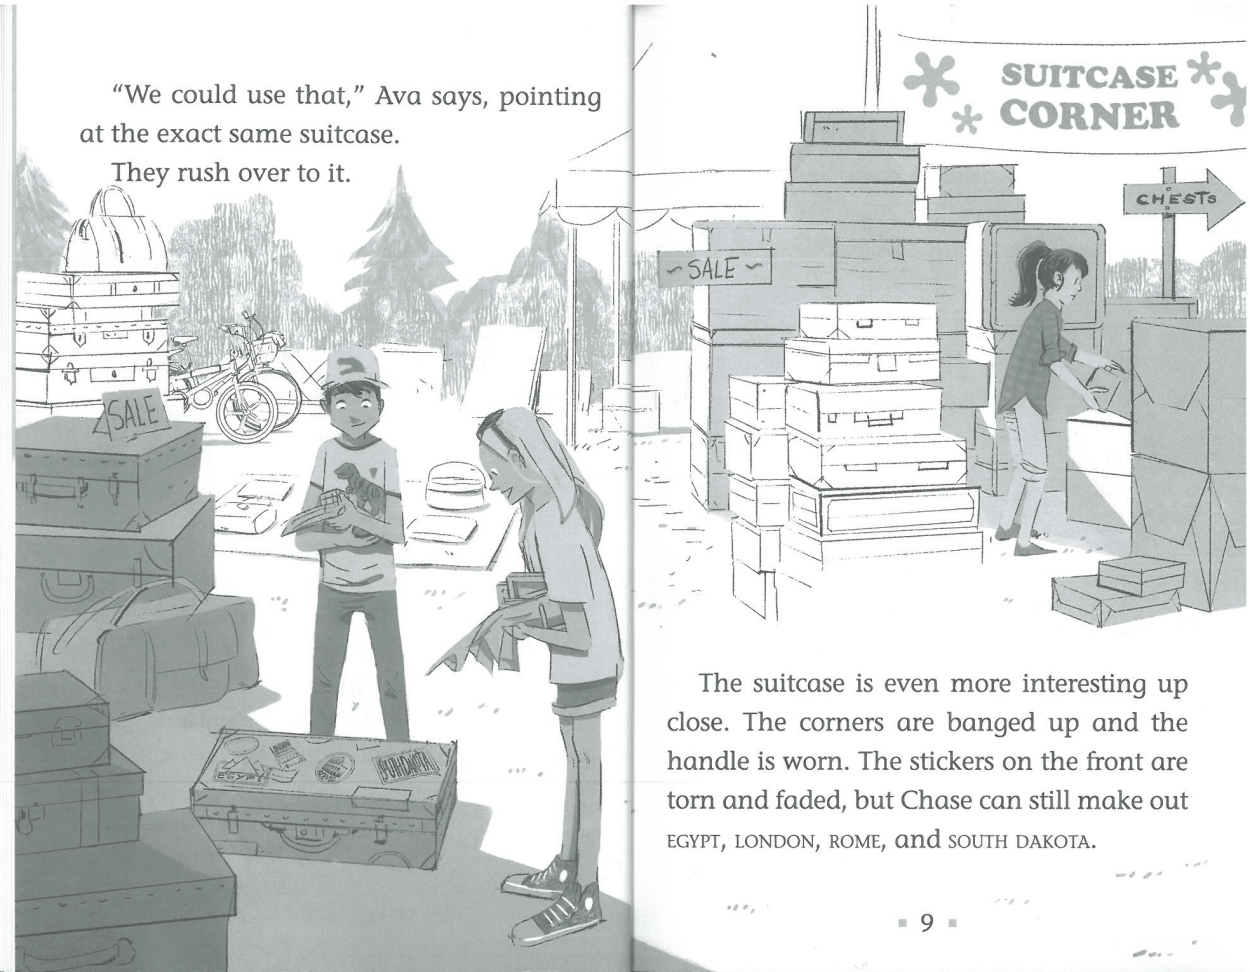 “We could use that,” Ava says, pointing
at the exact same suitcase.
They rush over to it.
SALE
EGYPT
SUITCASE
CORNER
CHESTS
~SALE~
The suitcase is even more interesting up
close. The corners are banged up and the
handle is worn. The stickers on the front are
torn and faded, but Chase can still make out
EGYPT, LONDON, ROME, and SOUTH DAKOTA.
9